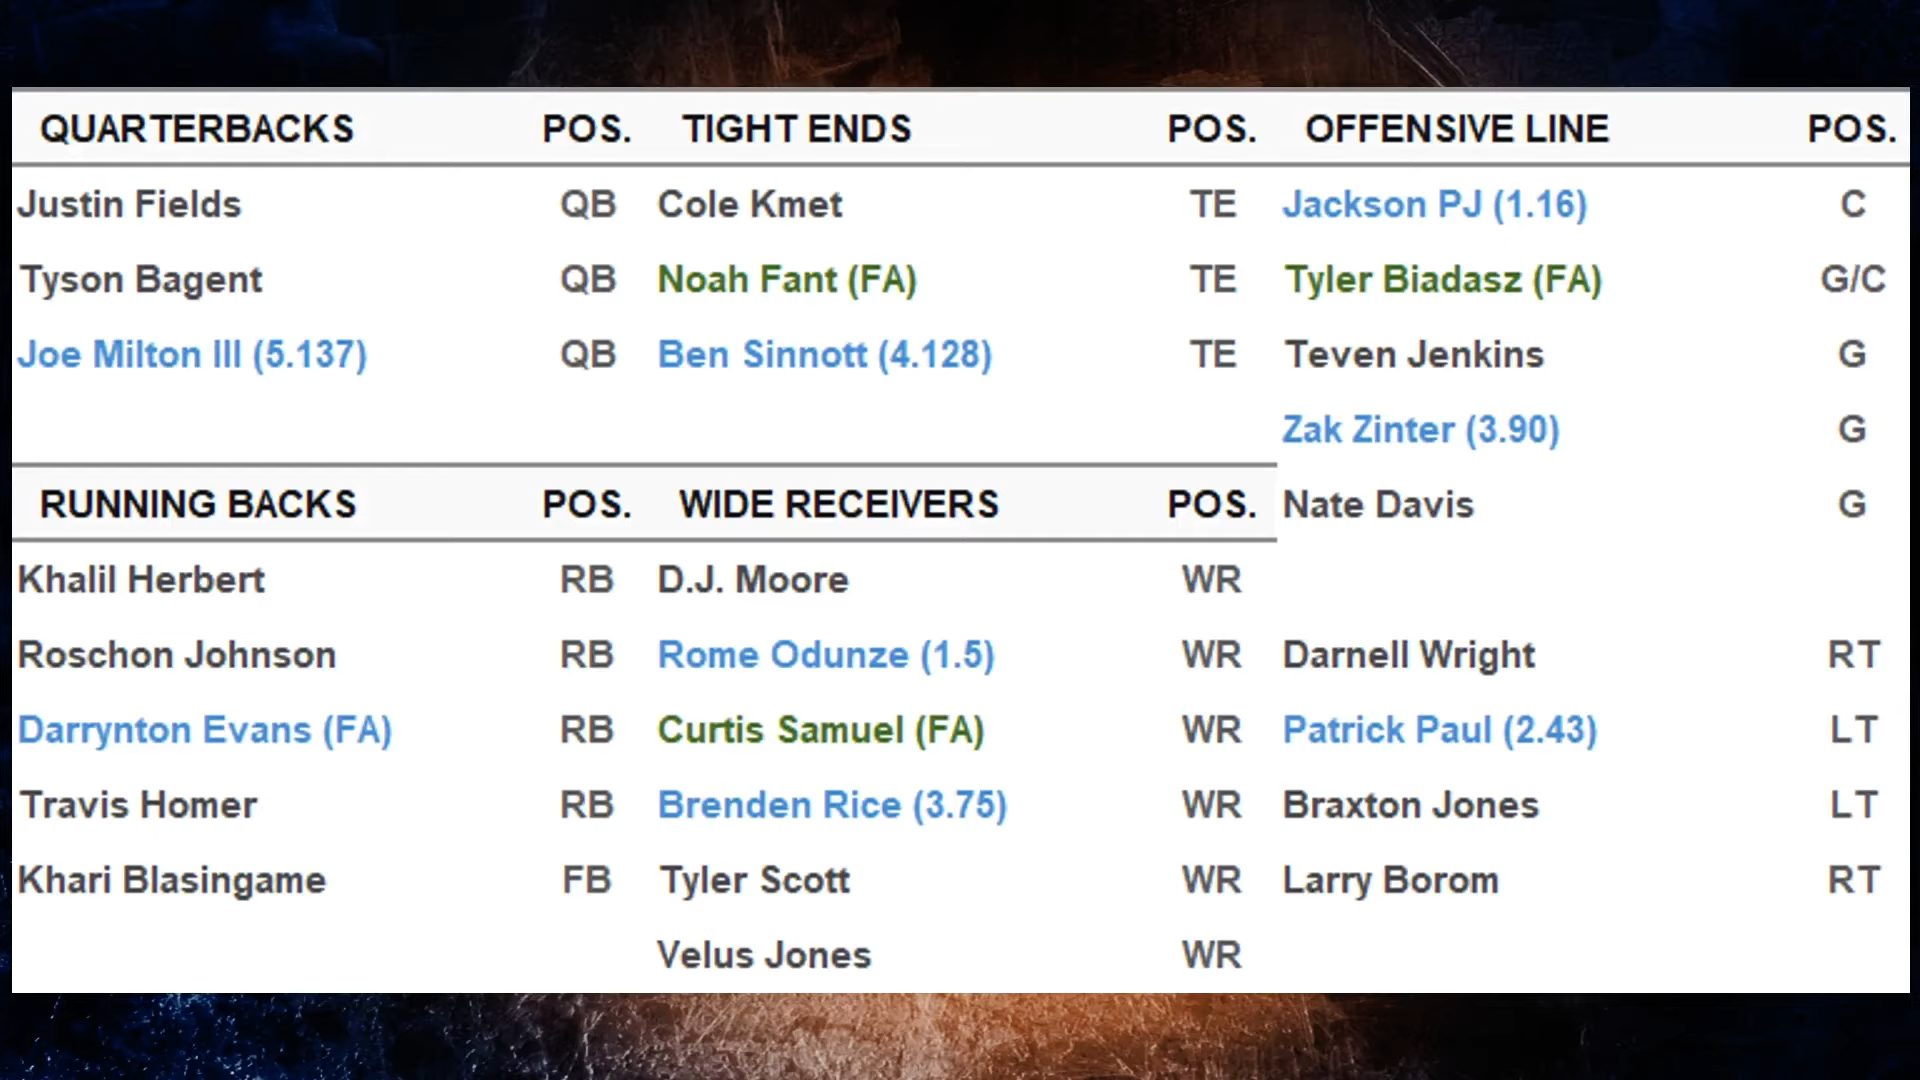 QUARTERBACKS POS. TIGHT ENDS POS. OFFENSIVE LINE POS.
Justin Fields QB Cole Kmet TE Jackson PJ (1.16) C
Tyson Bagent QB Noah Fant (FA) TE Tyler Biadasz (FA) G/C
Joe Milton III (5.137) QB Ben Sinnott (4.128) TE Teven Jenkins G
Zak Zinter (3.90) G
RUNNING BACKS POS. WIDE RECEIVERS POS. Nate Davis G
Khalil Herbert RB D.J. Moore WR
Roschon Johnson RB Rome Odunze (1.5) WR Darnell Wright RT
Darrynton Evans (FA) RB Curtis Samuel (FA) WR Patrick Paul (2.43) LT
Travis Homer RB Brenden Rice (3.75) WR Braxton Jones LT
Khari Blasingame FB Tyler Scott WR Larry Borom RT
Velus Jones WR